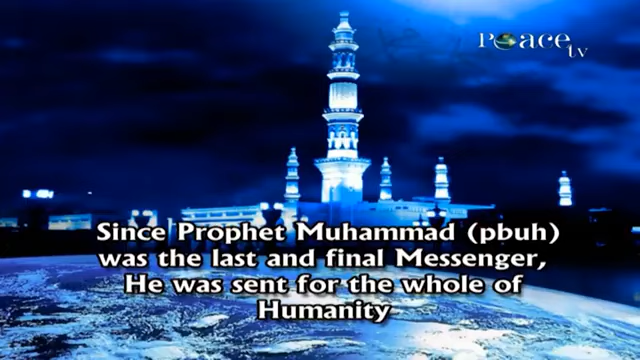 Peace tv
Since Prophet Muhammad (pbuh)
was the last and final Messenger,
He was sent for the whole of
Humanity